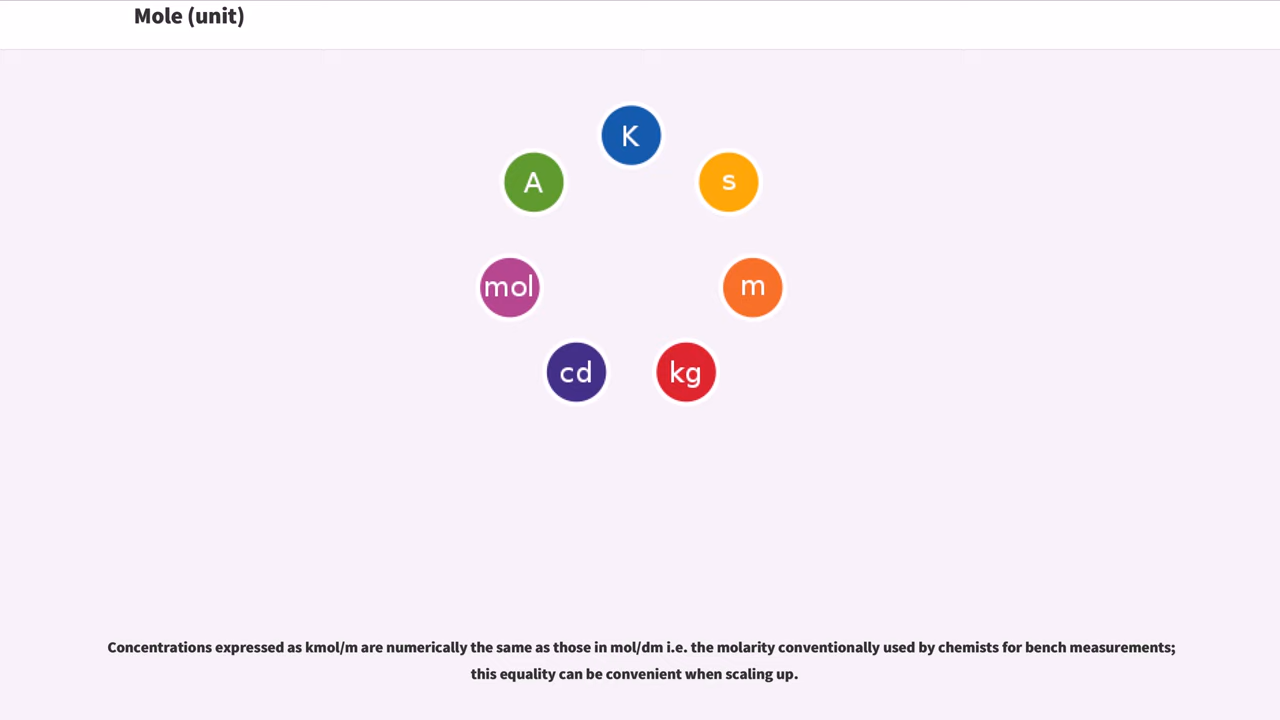 Mole (unit)
K
A
s
mol
m
cd
kg
Concentrations expressed as kmol/m are numerically the same as those in mol/dm i.e. the molarity conventionally used by chemists for bench measurements;
this equality can be convenient when scaling up.